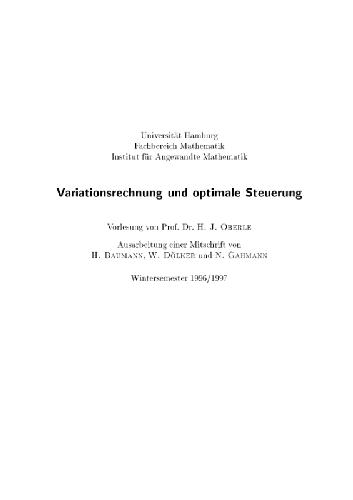 Universität Hamburg
Fachbereich Mathematik
Institut für Angewandte Mathematik
Variationsrechnung und optimale Steuerung
Vorlesung von Prof. Dr. H. J. OBERLE
Ausarbeitung einer Mitschrift von
H. BAUMANN, W. DÖLKER und N. GAHMANN
Wintersemester 1996/1997